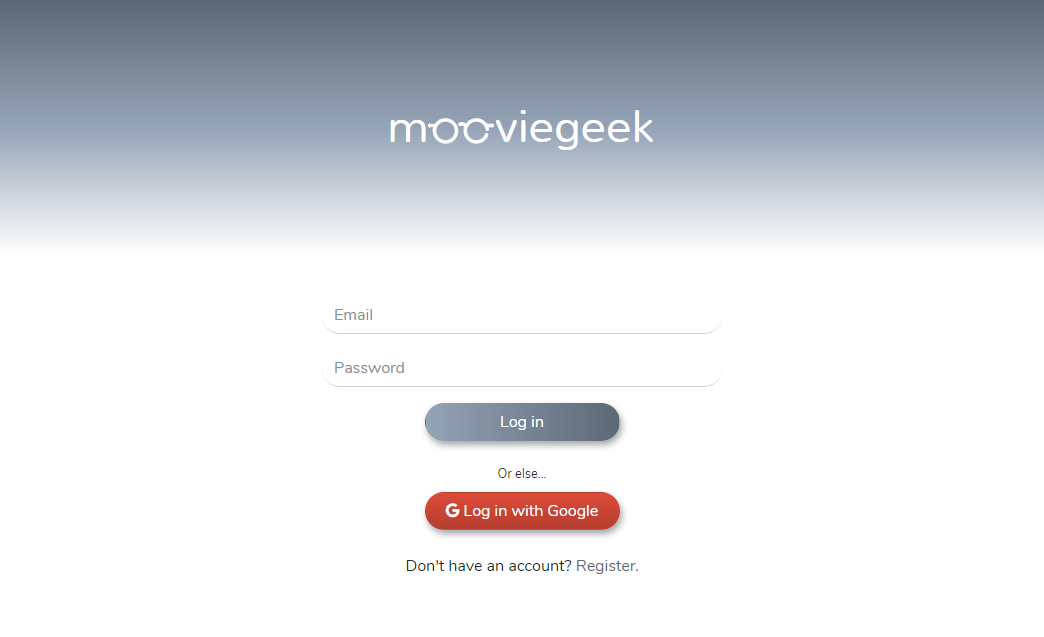 mooviegeek
Email
Password
Log in
Or else...
Log in with Google
Don't have an account? Register.